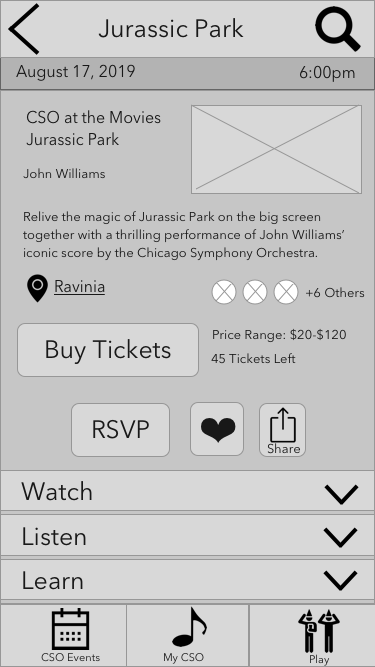 Jurassic Park
August 17, 2019 6:00pm
CSO at the Movies
Jurassic Park
John Williams
Relive the magic of Jurassic Park on the big screen
together with a thrilling performance of John Williams’
iconic score by the Chicago Symphony Orchestra.
Ravinia
+6 Others
Buy Tickets
Price Range: $20-$120
45 Tickets Left
RSVP
Share
Watch
Listen
Learn
CSO Events
My CSO
Play